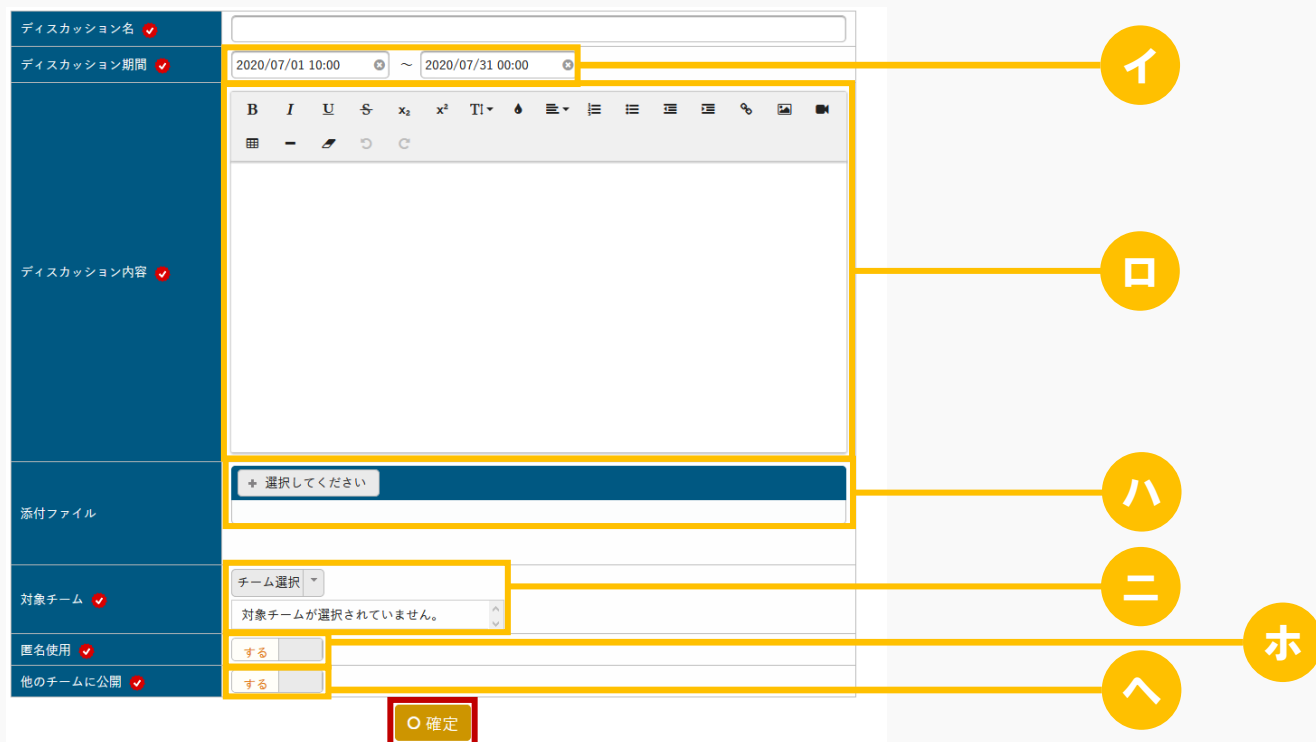 ディスカッション名
ディスカッション期間
2020/07/01 10:00 ～ 2020/07/31 00:00
イ
B I U S x₂ x² T!
ディスカッション内容
ロ
+ 選択してください
添付ファイル
ハ
チーム選択
対象チーム
対象チームが選択されていません。
ニ
匿名使用 する
ホ
他のチームに公開 する
ヘ
確定